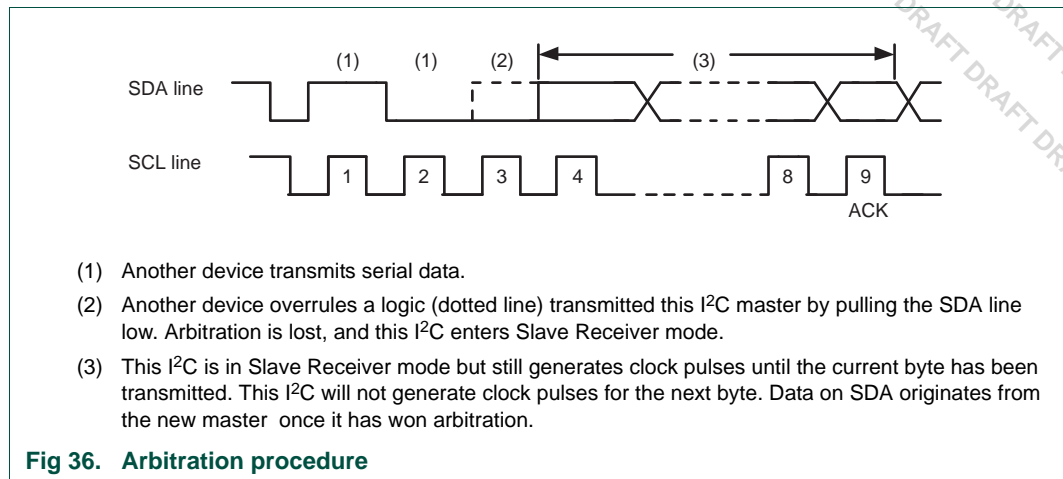 (1) (1) (2) (3)
SDA line
SCL line
1 2 3 4 8 9
ACK
(1) Another device transmits serial data.
(2) Another device overrules a logic (dotted line) transmitted this I²C master by pulling the SDA line
low. Arbitration is lost, and this I²C enters Slave Receiver mode.
(3) This I²C is in Slave Receiver mode but still generates clock pulses until the current byte has been
transmitted. This I²C will not generate clock pulses for the next byte. Data on SDA originates from
the new master once it has won arbitration.
Fig 36. Arbitration procedure
DRAFT DRAFT
DRAFT DRAFT